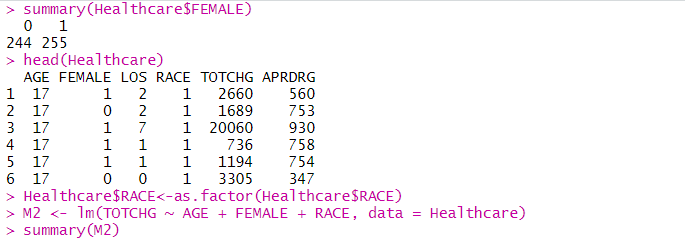 > summary(Healthcare$FEMALE)
  0   1
244 255
> head(Healthcare)
  AGE FEMALE LOS RACE TOTCHG APRDRG
1  17      1   2    1   2660    560
2  17      0   2    1   1689    753
3  17      1   7    1  20060    930
4  17      1   1    1    736    758
5  17      1   1    1   1194    754
6  17      0   0    1   3305    347
> Healthcare$RACE<-as.factor(Healthcare$RACE)
> M2 <- lm(TOTCHG ~ AGE + FEMALE + RACE, data = Healthcare)
> summary(M2)